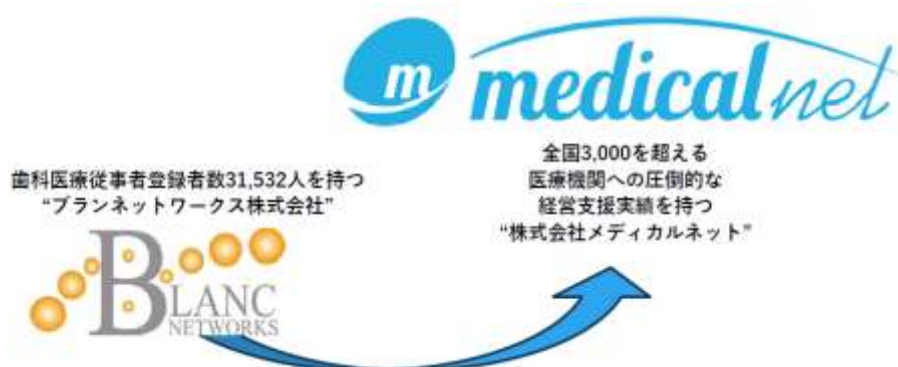 m medicalnet
全国3,000を超える
医療機関への圧倒的な
経営支援実績を持つ
“株式会社メディカルネット”
歯科医療従事者登録者数31,532人を持つ
“ブランネットワークス株式会社”
BLANC
NETWORKS